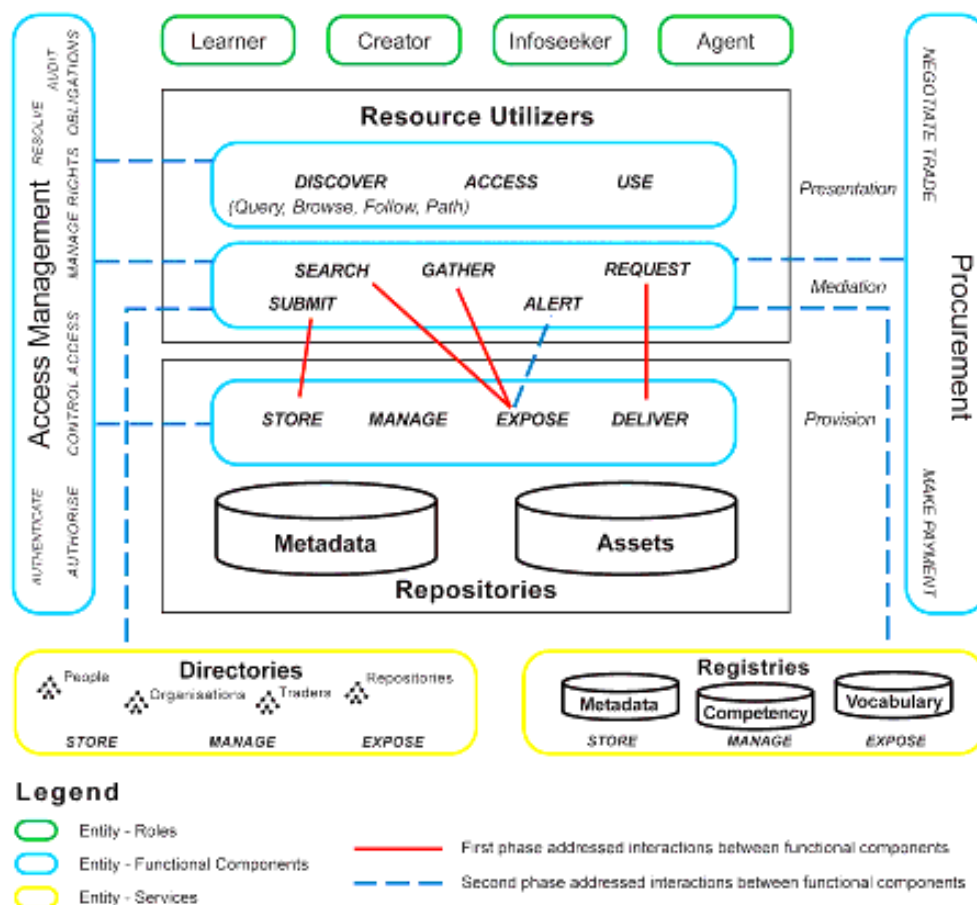 Learner
Creator
Infoseeker
Agent
Access Management
AUDIT
RESOLVE
OBLIGATIONS
MANAGE RIGHTS
CONTROL ACCESS
AUTHENTICATE
AUTHORISE
Resource Utilizers
DISCOVER ACCESS USE
(Query, Browse, Follow, Path)
SEARCH GATHER REQUEST
SUBMIT ALERT
STORE MANAGE EXPOSE DELIVER
Metadata
Assets
Repositories
Presentation
Mediation
Provision
NEGOTIATE TRADE
Procurement
MAKE PAYMENT
Directories
People
Organisations
Traders
Repositories
STORE MANAGE EXPOSE
Registries
Metadata
Competency
Vocabulary
STORE MANAGE EXPOSE
Legend
Entity - Roles
Entity - Functional Components
Entity - Services
First phase addressed interactions between functional components
Second phase addressed interactions between functional components